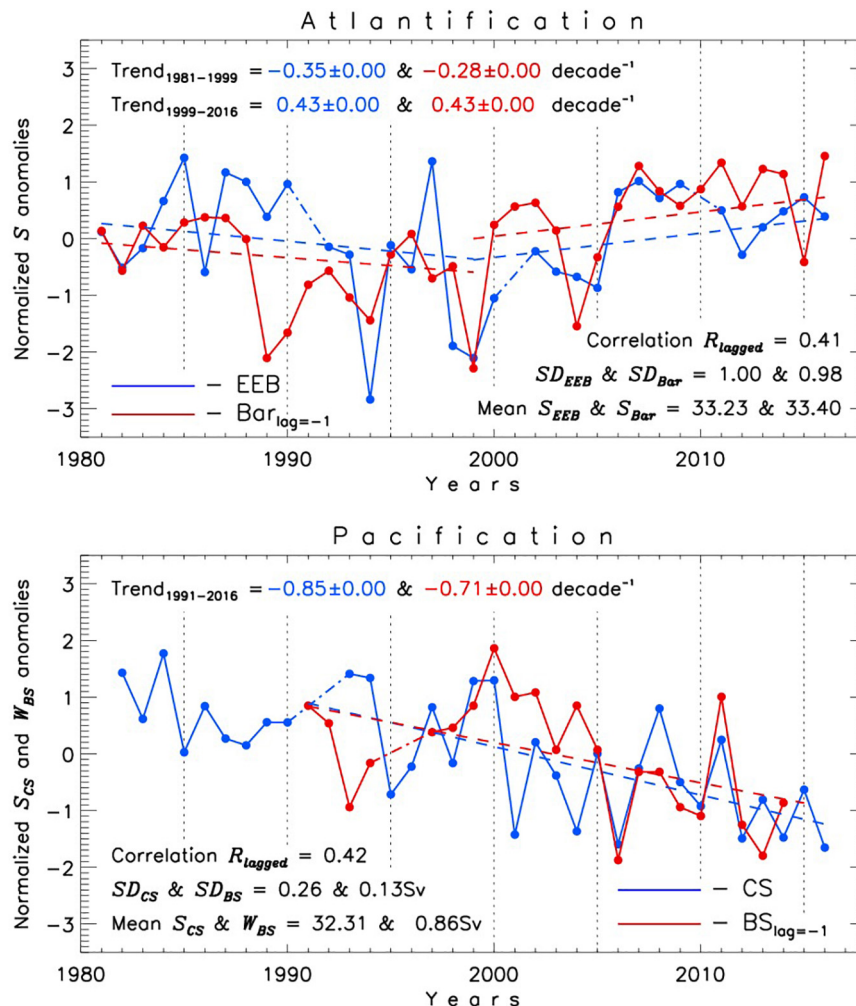 Atlantification
Trend1981−1999 = −0.35±0.00 & −0.28±0.00 decade⁻¹
Trend1999−2016 = 0.43±0.00 & 0.43±0.00 decade⁻¹
3
2
1
0
−1
−2
−3
Normalized S anomalies
Correlation Rlagged = 0.41
SDEEB & SDBar = 1.00 & 0.98
Mean SEEB & SBar = 33.23 & 33.40
— EEB
— Barlag=−1
1980 1990 2000 2010
Years
Pacification
Trend1991−2016 = −0.85±0.00 & −0.71±0.00 decade⁻¹
3
2
1
0
−1
−2
−3
Normalized SCS and WBS anomalies
Correlation Rlagged = 0.42
SDCS & SDBS = 0.26 & 0.13Sv
Mean SCS & WBS = 32.31 & 0.86Sv
— CS
— BSlag=−1
1980 1990 2000 2010
Years